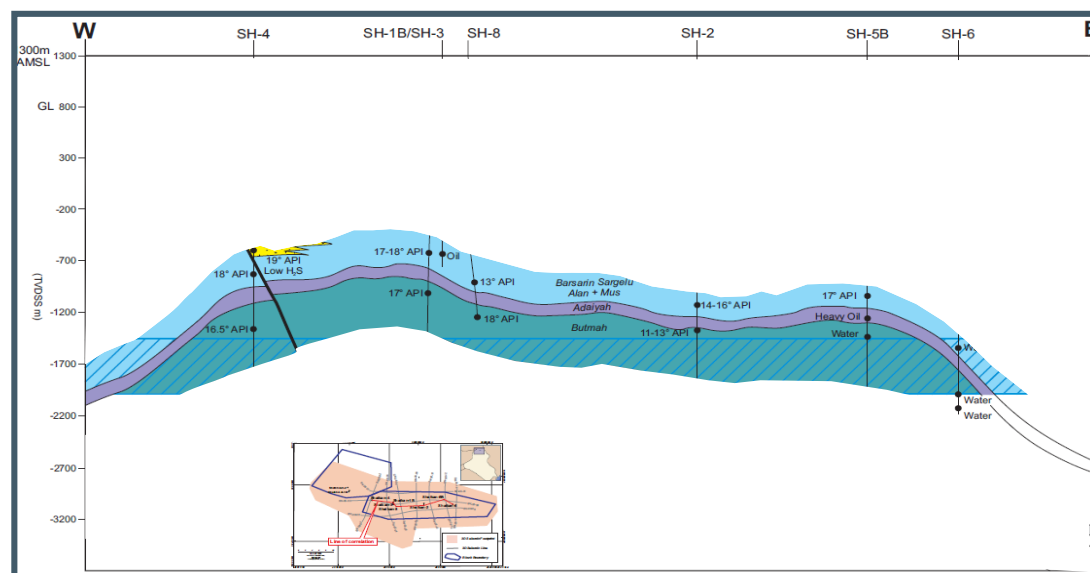 W
SH-4
SH-1B/SH-3
SH-8
SH-2
SH-5B
SH-6
E
300m
AMSL
1300
GL 800
300
-200
-700
-1200
-1700
-2200
-2700
-3200
(TVDSS (m)
19° API
Low H₂S
18° API
16.5° API
17-18° API
Oil
17° API
13° API
18° API
Barsarin Sargelu
Alan + Mus
Adaiyah
Butmah
14-16° API
11-13° API
17° API
Heavy Oil
Water
Water
Water
Line of correlation